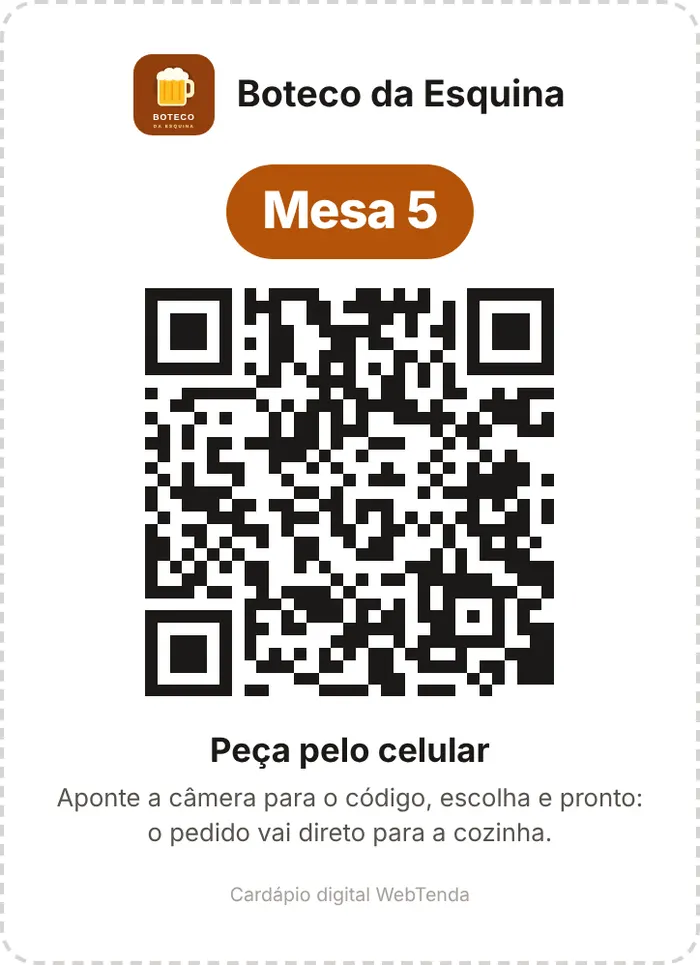 BOTECO
DA ESQUINA
Boteco da Esquina
Mesa 5
Peça pelo celular
Aponte a câmera para o código, escolha e pronto:
o pedido vai direto para a cozinha.
Cardápio digital WebTenda